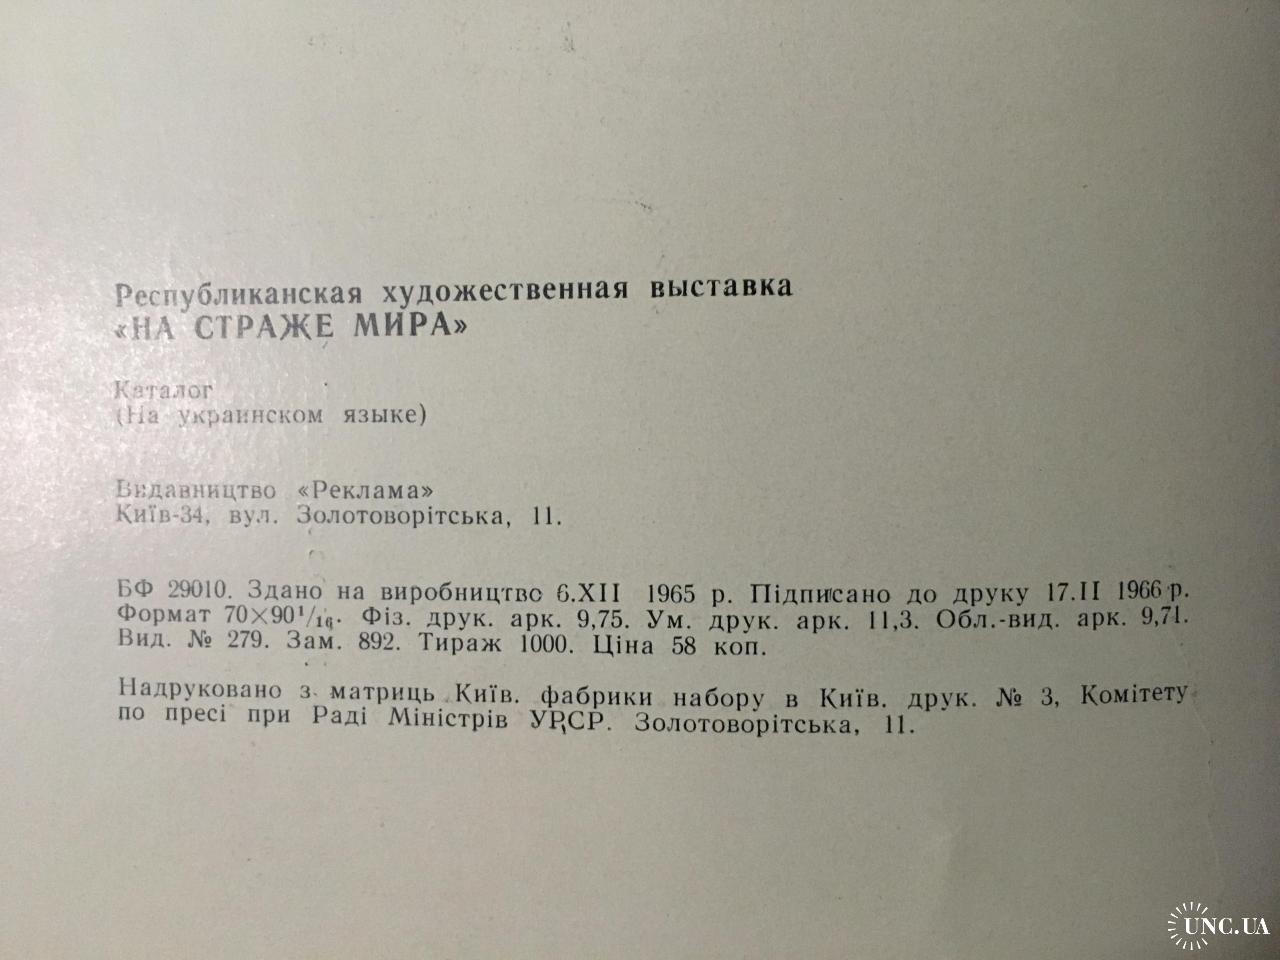 Республиканская художественная выставка
«НА СТРАЖЕ МИРА»
Каталог
(На украинском языке)
Видавництво «Реклама»
Київ-34, вул. Золотоворітська, 11.
БФ 29010. Здано на виробництво 6.XII 1965 р. Підписано до друку 17.II 1966 р.
Формат 70×90¹/₁₆. Фіз. друк. арк. 9,75. Ум. друк. арк. 11,3. Обл.-вид. арк. 9,71.
Вид. № 279. Зам. 892. Тираж 1000. Ціна 58 коп.
Надруковано з матриць Київ. фабрики набору в Київ. друк. № 3, Комітету
по пресі при Раді Міністрів УРСР. Золотоворітська, 11.
UNC.UA